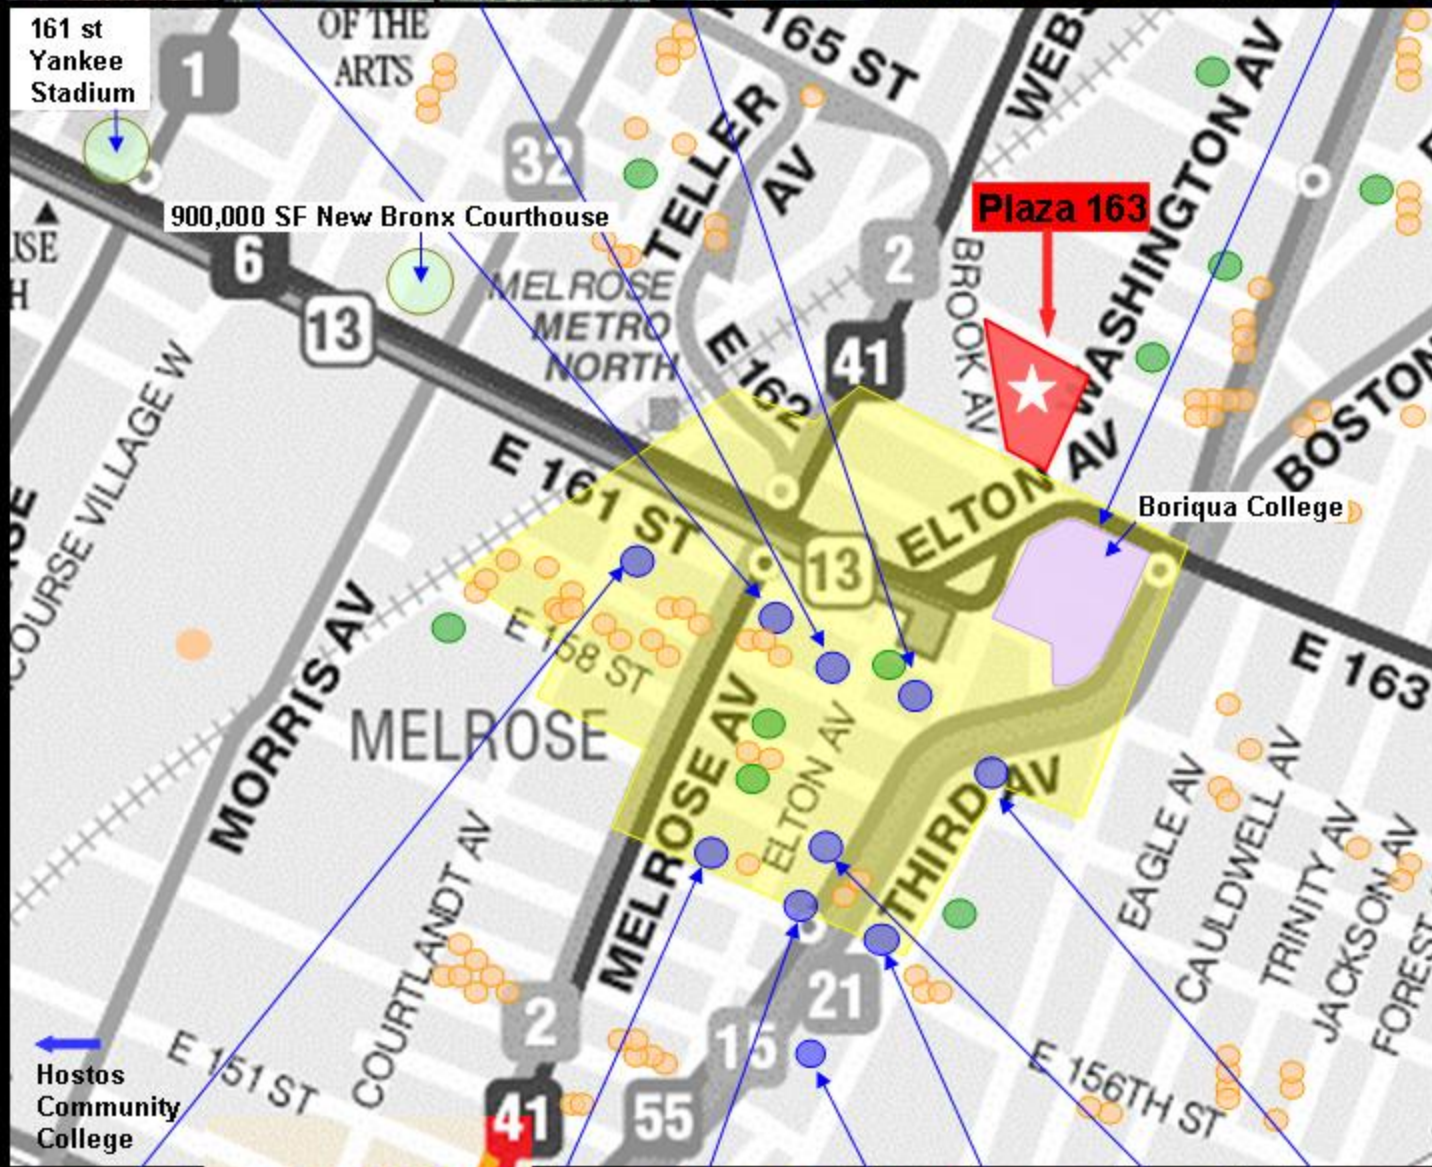 161 st
Yankee
Stadium
1
OF THE
ARTS
E 165 ST
32
TELLER
AV
WASHINGTON AV
Plaza 163
900,000 SF New Bronx Courthouse
6
13
2
BROOK AV
MELROSE
METRO
NORTH
E 162
41
E 161 ST
ELTON AV
BOSTON
Boriqua College
13
COURSE VILLAGE W
MORRIS AV
E 158 ST
MELROSE
E 163
MELROSE AV
ELTON AV
THIRD AV
EAGLE AV
CAULDWELL AV
TRINITY AV
JACKSON AV
FOREST
COURTLANDT AV
2
21
15
E 151 ST
E 156TH ST
Hostos
Community
College
41
55